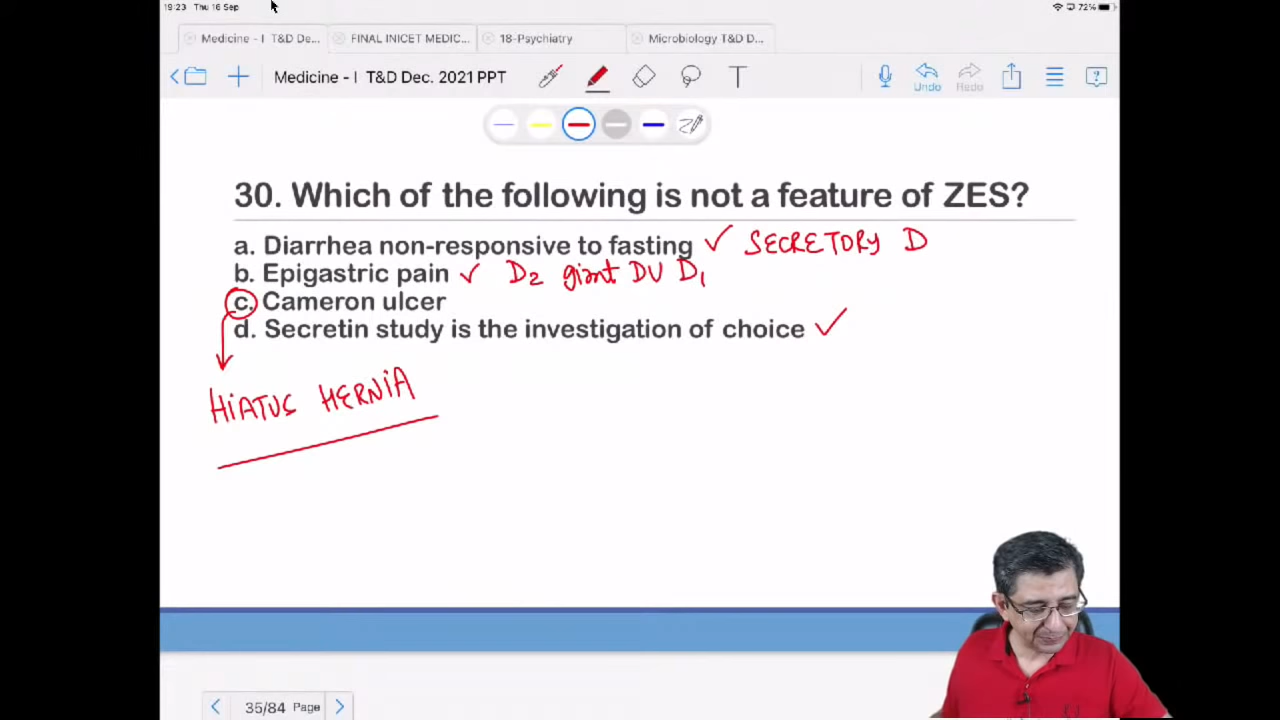 19:23 Thu 16 Sep 72%
Medicine - I T&D De... FINAL INICET MEDIC... 18-Psychiatry Microbiology T&D D...
Medicine - I T&D Dec. 2021 PPT T Undo Redo
30. Which of the following is not a feature of ZES?
a. Diarrhea non-responsive to fasting ✓ SECRETORY D
b. Epigastric pain ✓ D2 giant DU D1
c. Cameron ulcer
d. Secretin study is the investigation of choice ✓
HIATUS HERNIA
35/84 Page